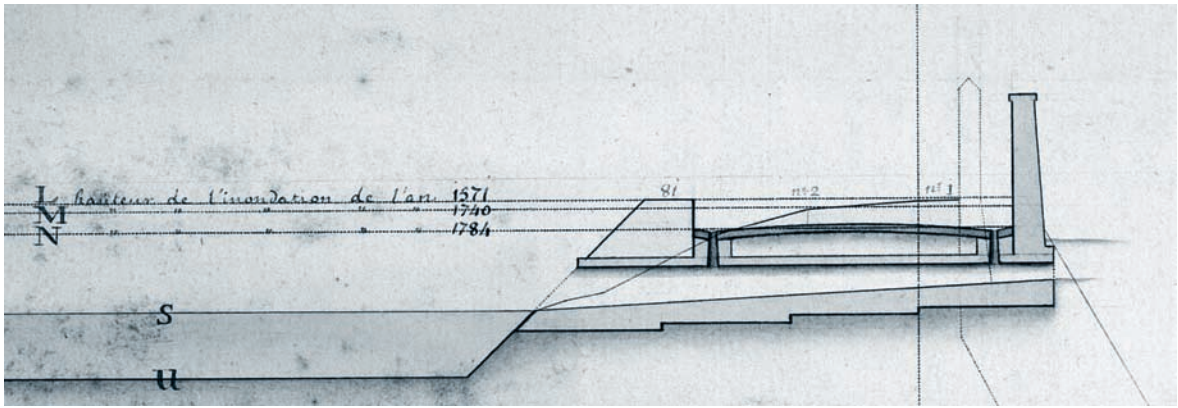 L hauteur de l'inondation de l'an 1571 81 n° 2 n° 1
M " " " " " 1740
N " " " " " 1784
S
u